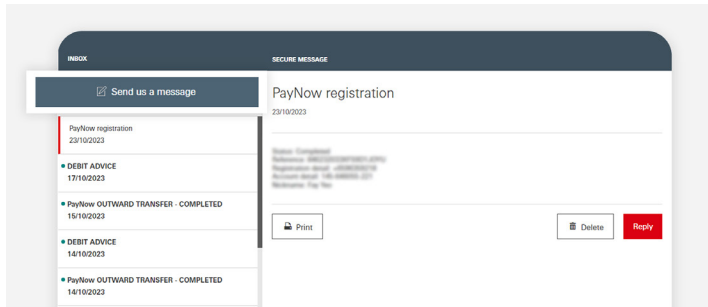 INBOX
SECURE MESSAGE
Send us a message
PayNow registration
23/10/2023
PayNow registration
23/10/2023
DEBIT ADVICE
17/10/2023
PayNow OUTWARD TRANSFER - COMPLETED
15/10/2023
DEBIT ADVICE
14/10/2023
PayNow OUTWARD TRANSFER - COMPLETED
14/10/2023
Print
Delete
Reply